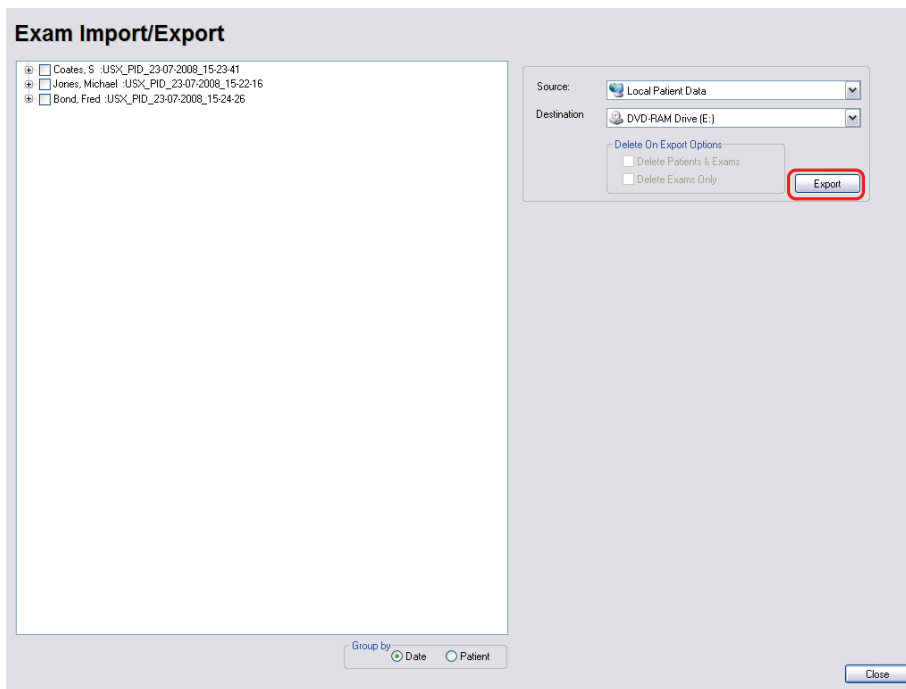 Exam Import/Export
Coates, S :USX_PID_23-07-2008_15-23-41
Jones, Michael :USX_PID_23-07-2008_15-22-16
Bond, Fred :USX_PID_23-07-2008_15-24-26
Source:
Local Patient Data
Destination
DVD-RAM Drive (E:)
Delete On Export Options
Delete Patients & Exams
Delete Exams Only
Export
Group by
Date
Patient
Close